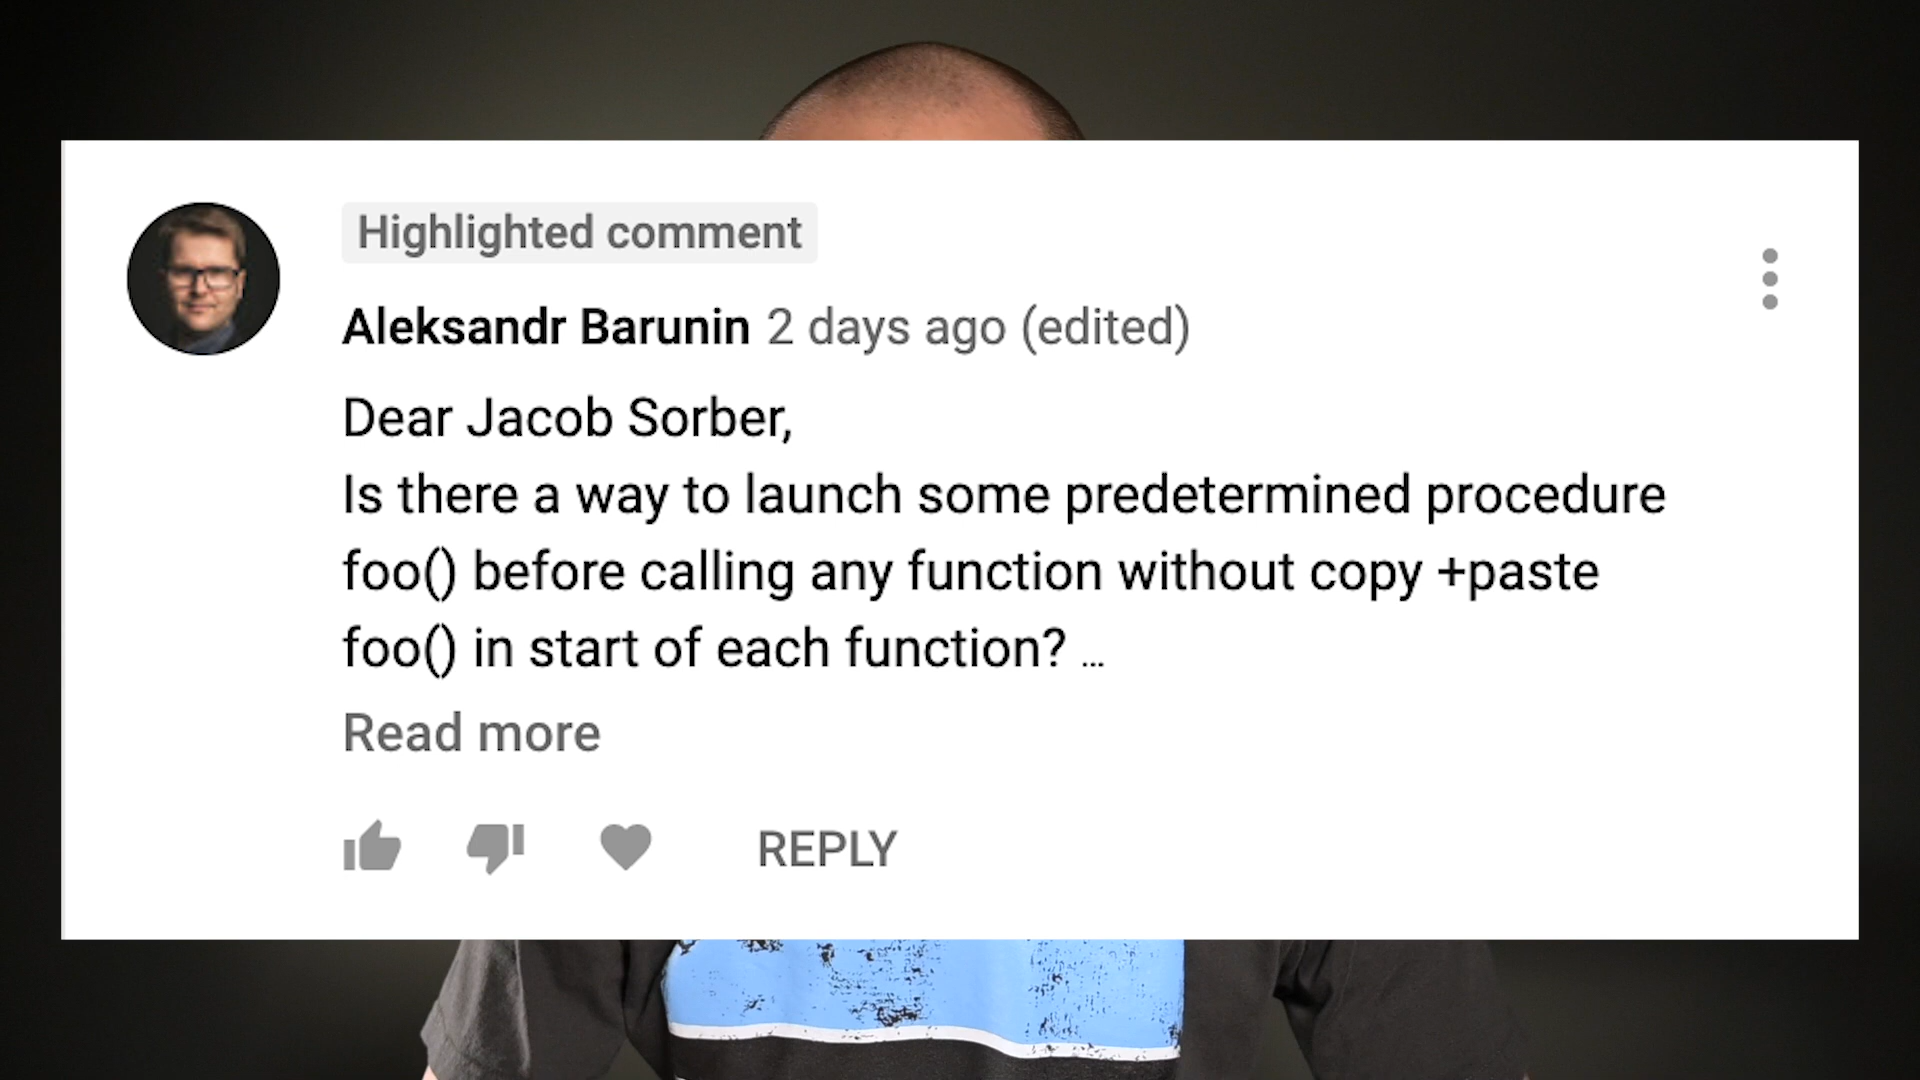 Highlighted comment
Aleksandr Barunin 2 days ago (edited)
Dear Jacob Sorber,
Is there a way to launch some predetermined procedure
foo() before calling any function without copy +paste
foo() in start of each function? ...
Read more
REPLY